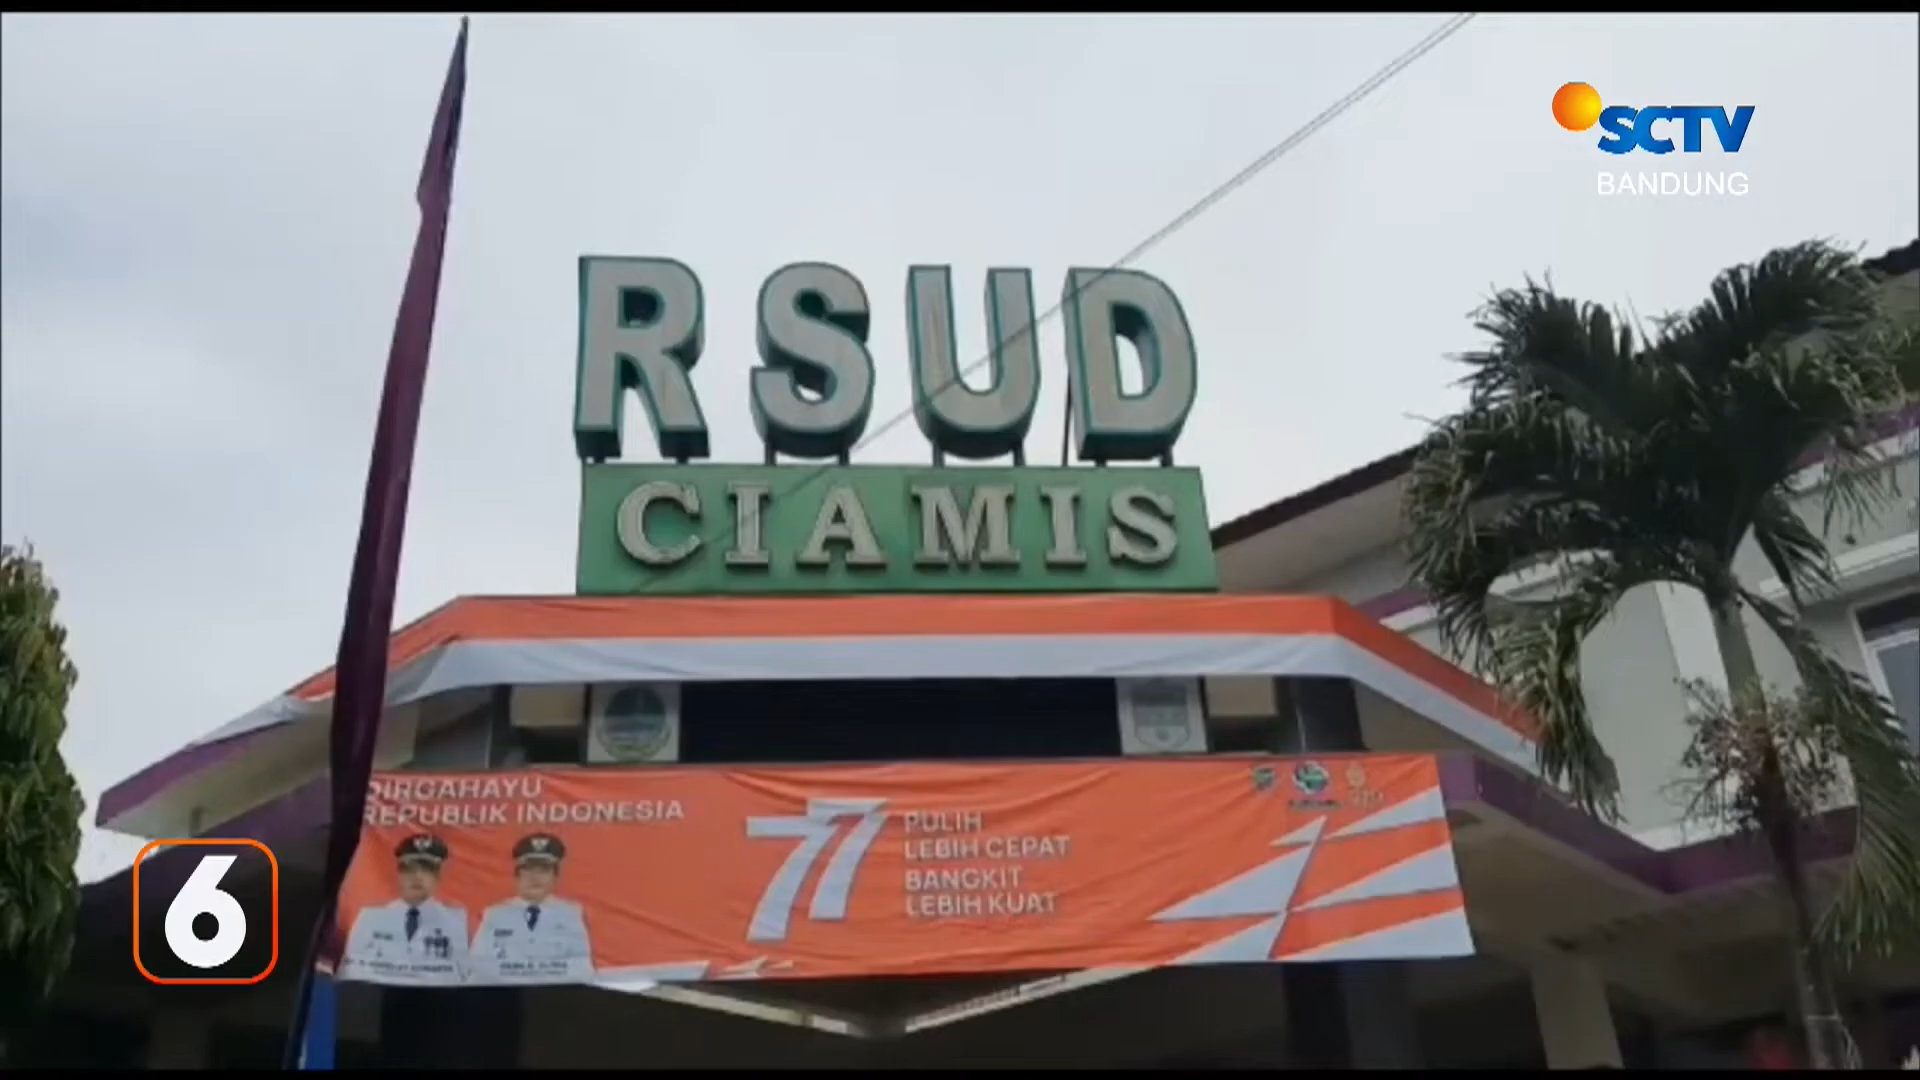 SCTV
BANDUNG
RSUD
CIAMIS
DIRGAHAYU
REPUBLIK INDONESIA
77
PULIH
LEBIH CEPAT
BANGKIT
LEBIH KUAT
6